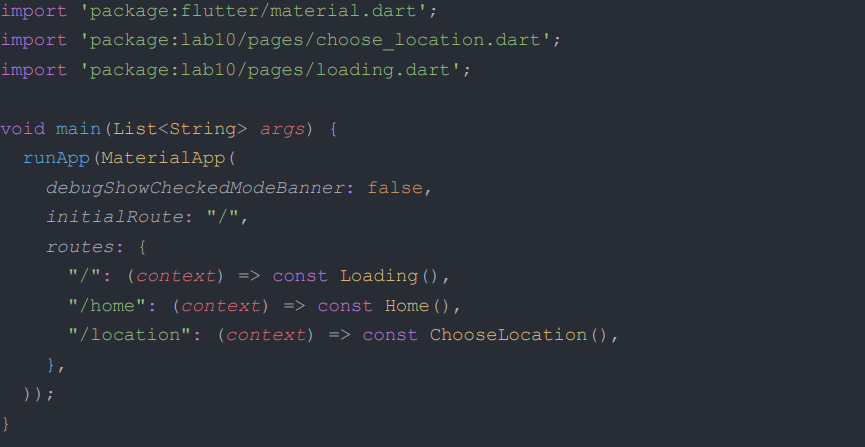 import 'package:flutter/material.dart';
import 'package:lab10/pages/choose_location.dart';
import 'package:lab10/pages/loading.dart';

void main(List<String> args) {
  runApp(MaterialApp(
    debugShowCheckedModeBanner: false,
    initialRoute: "/",
    routes: {
      "/": (context) => const Loading(),
      "/home": (context) => const Home(),
      "/location": (context) => const ChooseLocation(),
    },
  ));
}